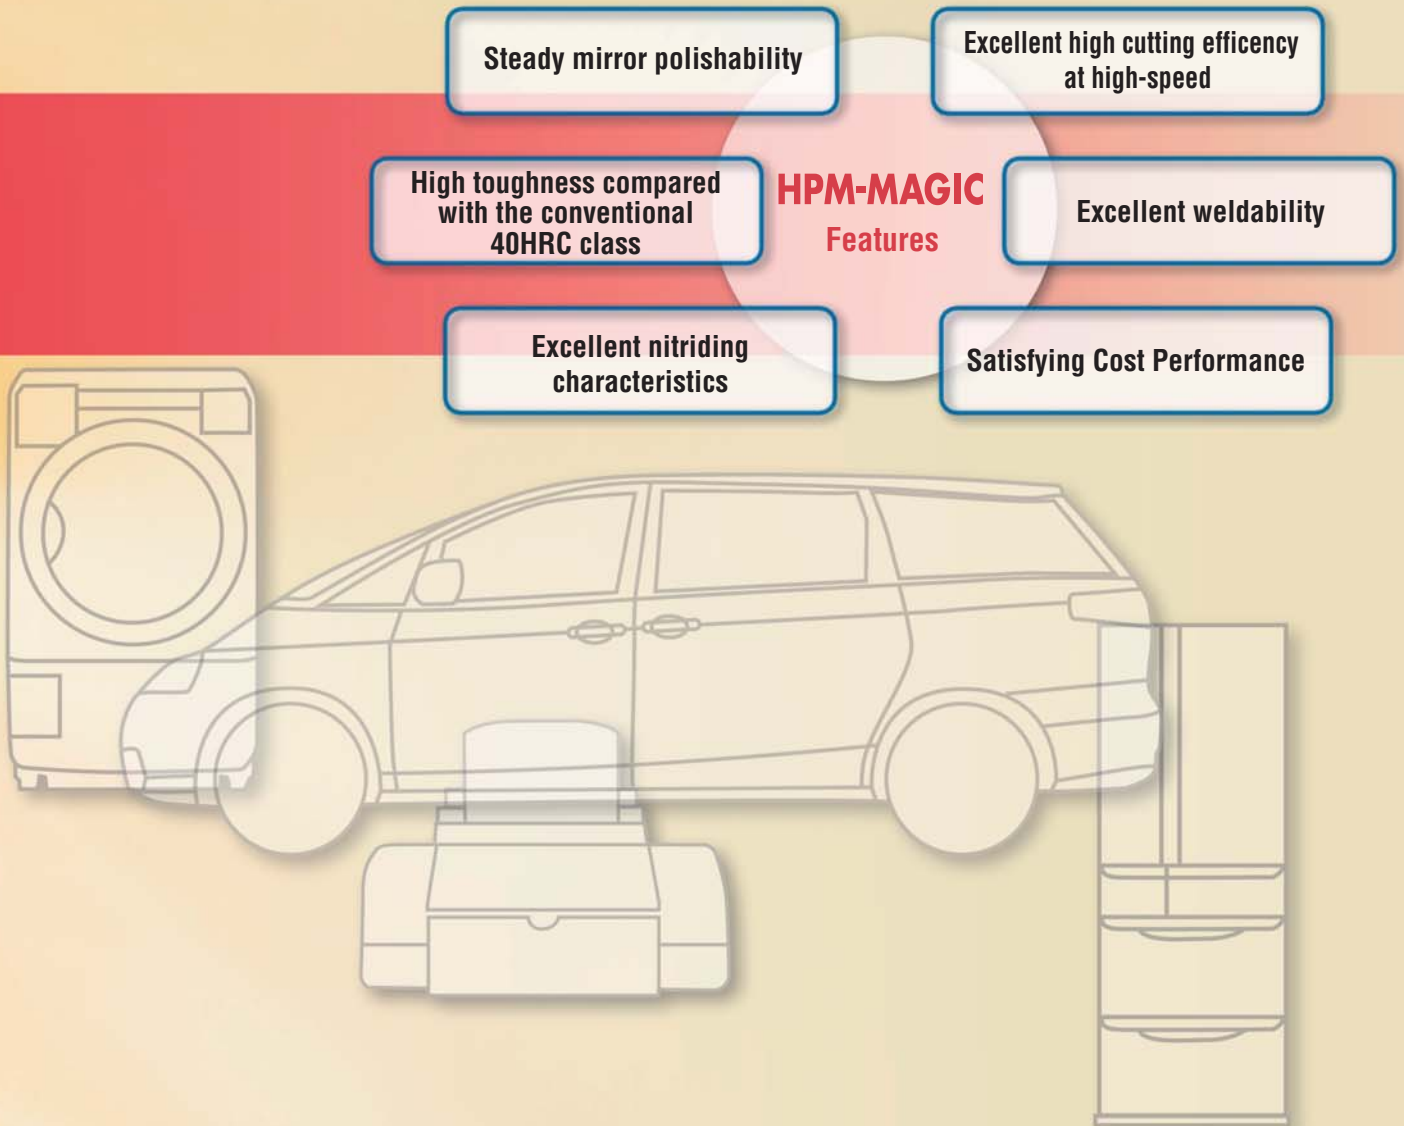 Steady mirror polishability
Excellent high cutting efficency
at high-speed
High toughness compared
with the conventional
40HRC class
HPM-MAGIC
Features
Excellent weldability
Excellent nitriding
characteristics
Satisfying Cost Performance